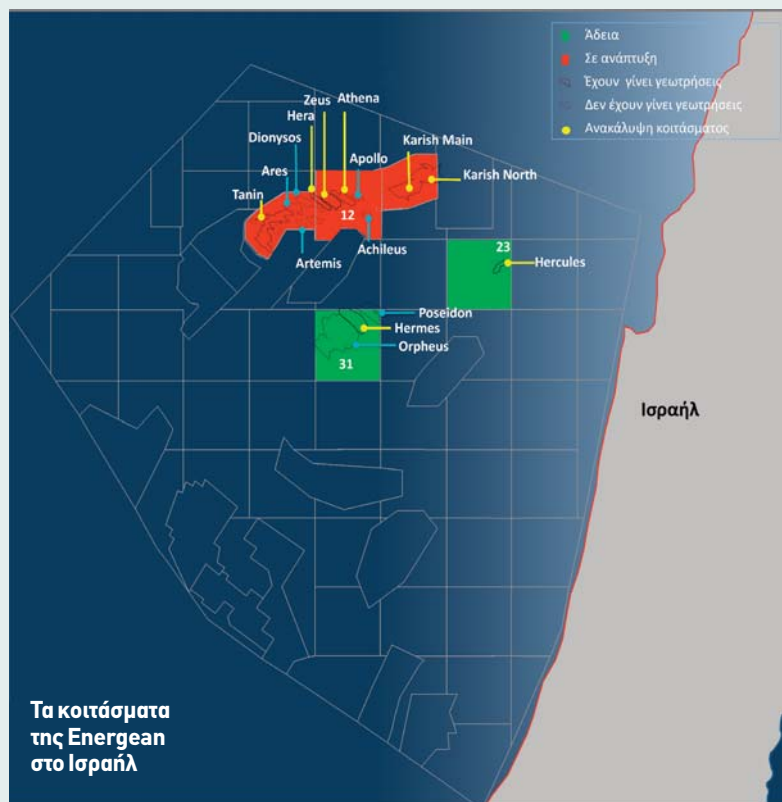 Άδεια
Σε ανάπτυξη
Έχουν γίνει γεωτρήσεις
Δεν έχουν γίνει γεωτρήσεις
Ανακάλυψη κοιτάσματος
Zeus
Athena
Hera
Dionysos
Karish Main
Apollo
Ares
Karish North
Tanin
12
Achileus
Artemis
23
Hercules
Poseidon
Hermes
Orpheus
31
Ισραήλ
Τα κοιτάσματα
της Energean
στο Ισραήλ